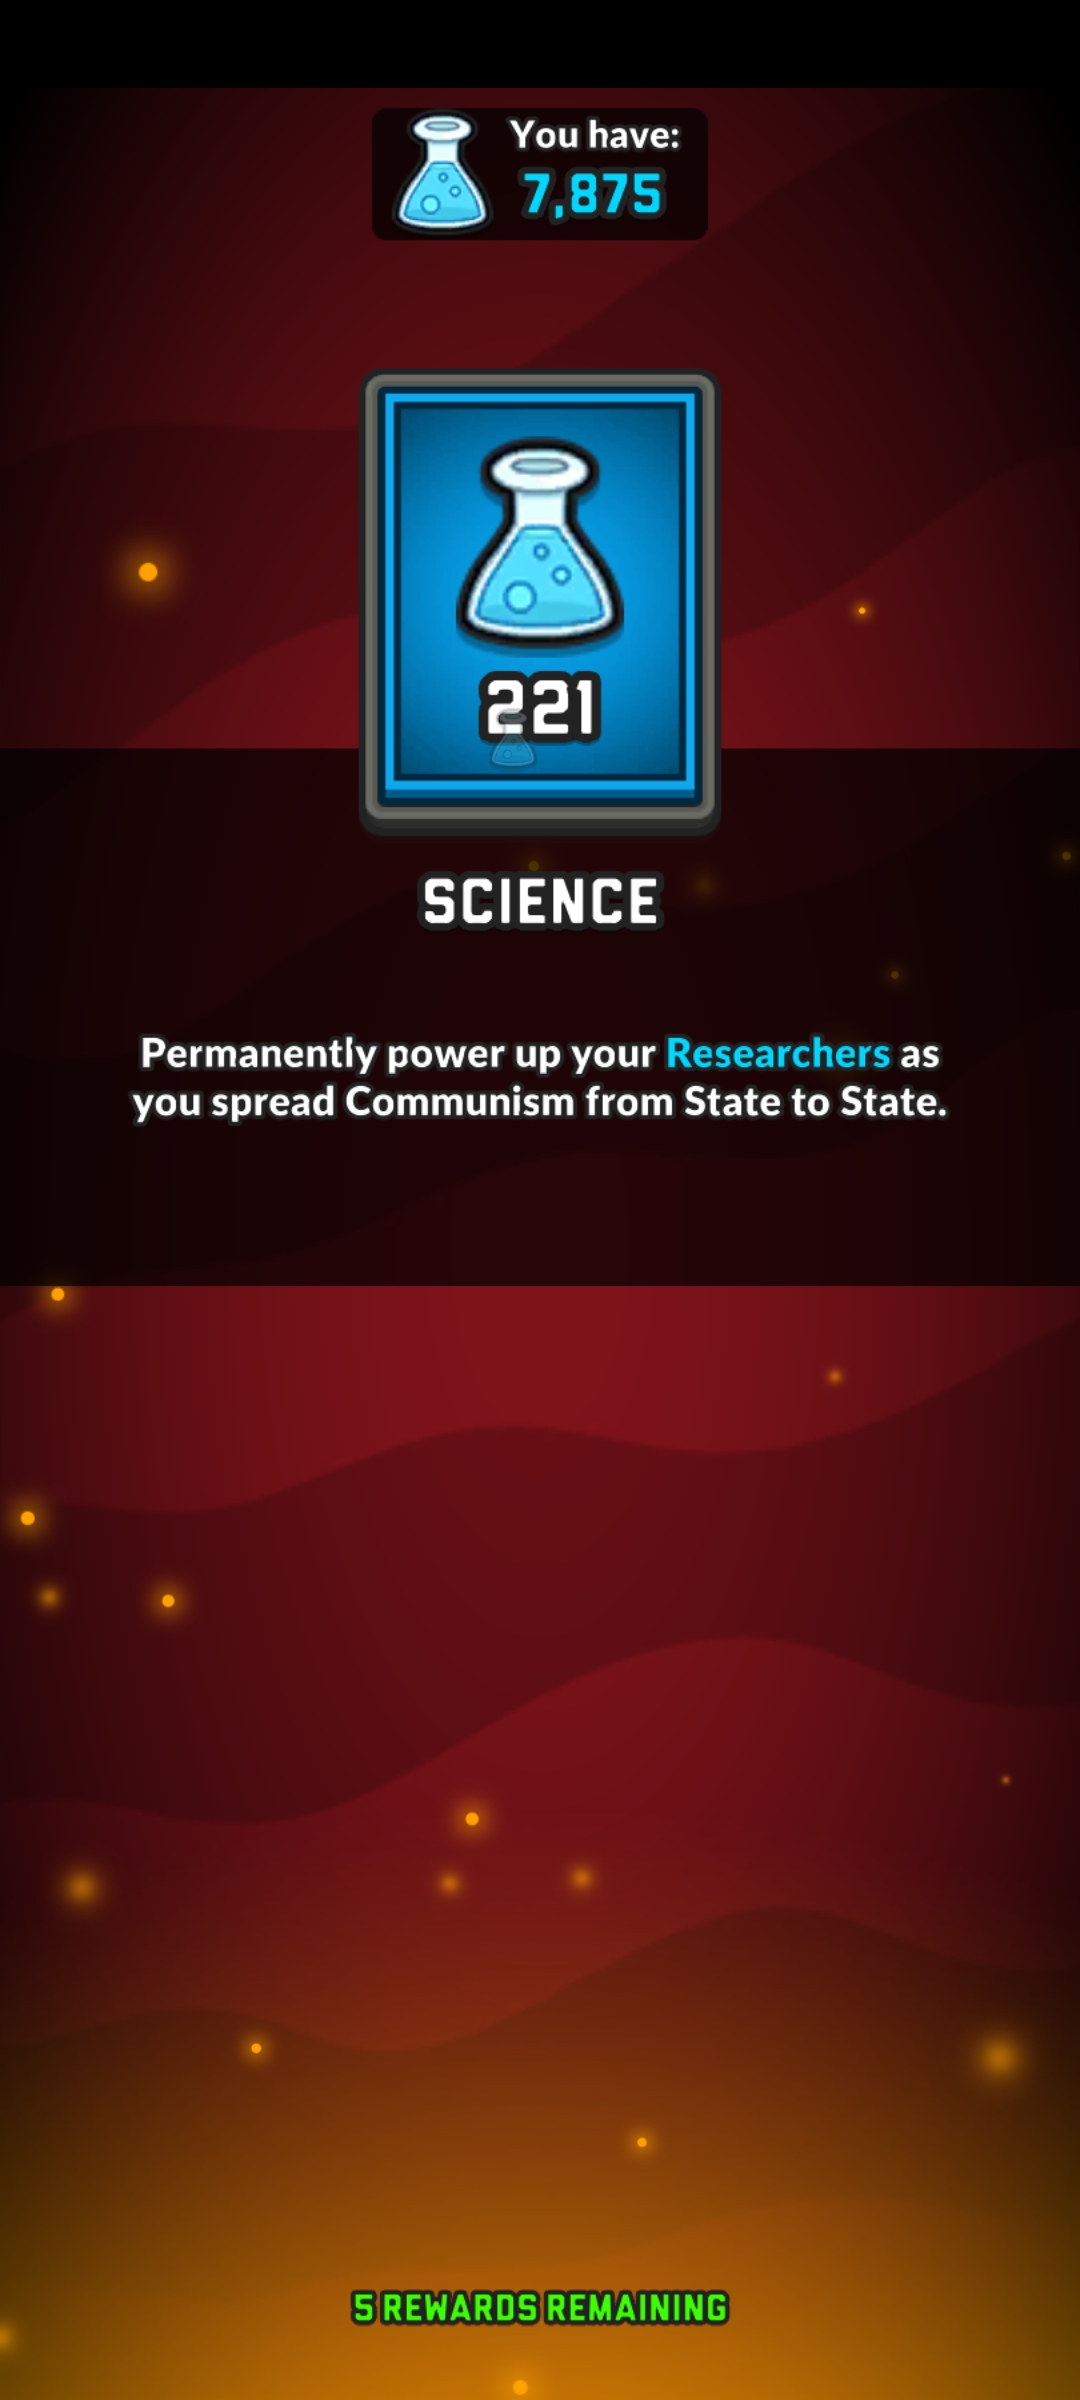 You have:
7,875
221
SCIENCE
Permanently power up your Researchers as
you spread Communism from State to State.
5 REWARDS REMAINING